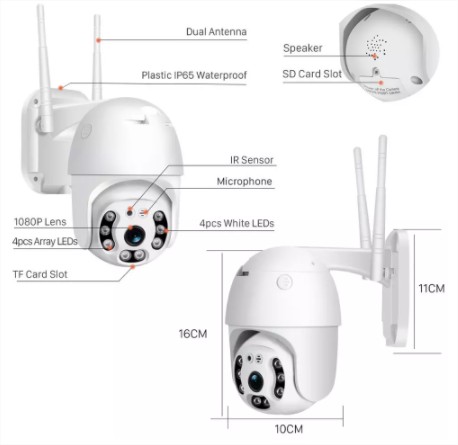 Dual Antenna
Plastic IP65 Waterproof
Speaker
SD Card Slot
IR Sensor
Microphone
1080P Lens
4pcs White LEDs
4pcs Array LEDs
TF Card Slot
16CM
11CM
10CM